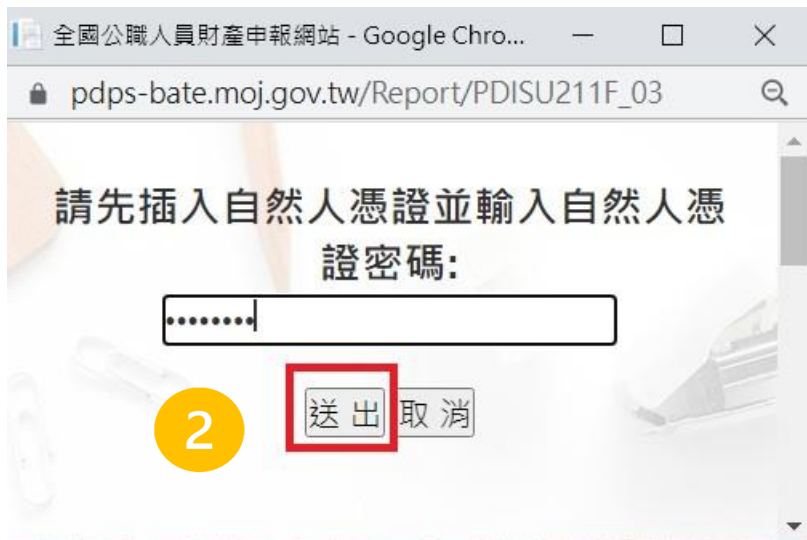 全國公職人員財產申報網站 - Google Chro...
pdps-bate.moj.gov.tw/Report/PDISU211F_03
請先插入自然人憑證並輸入自然人憑
證密碼:
••••••••
2
送 出 取 消